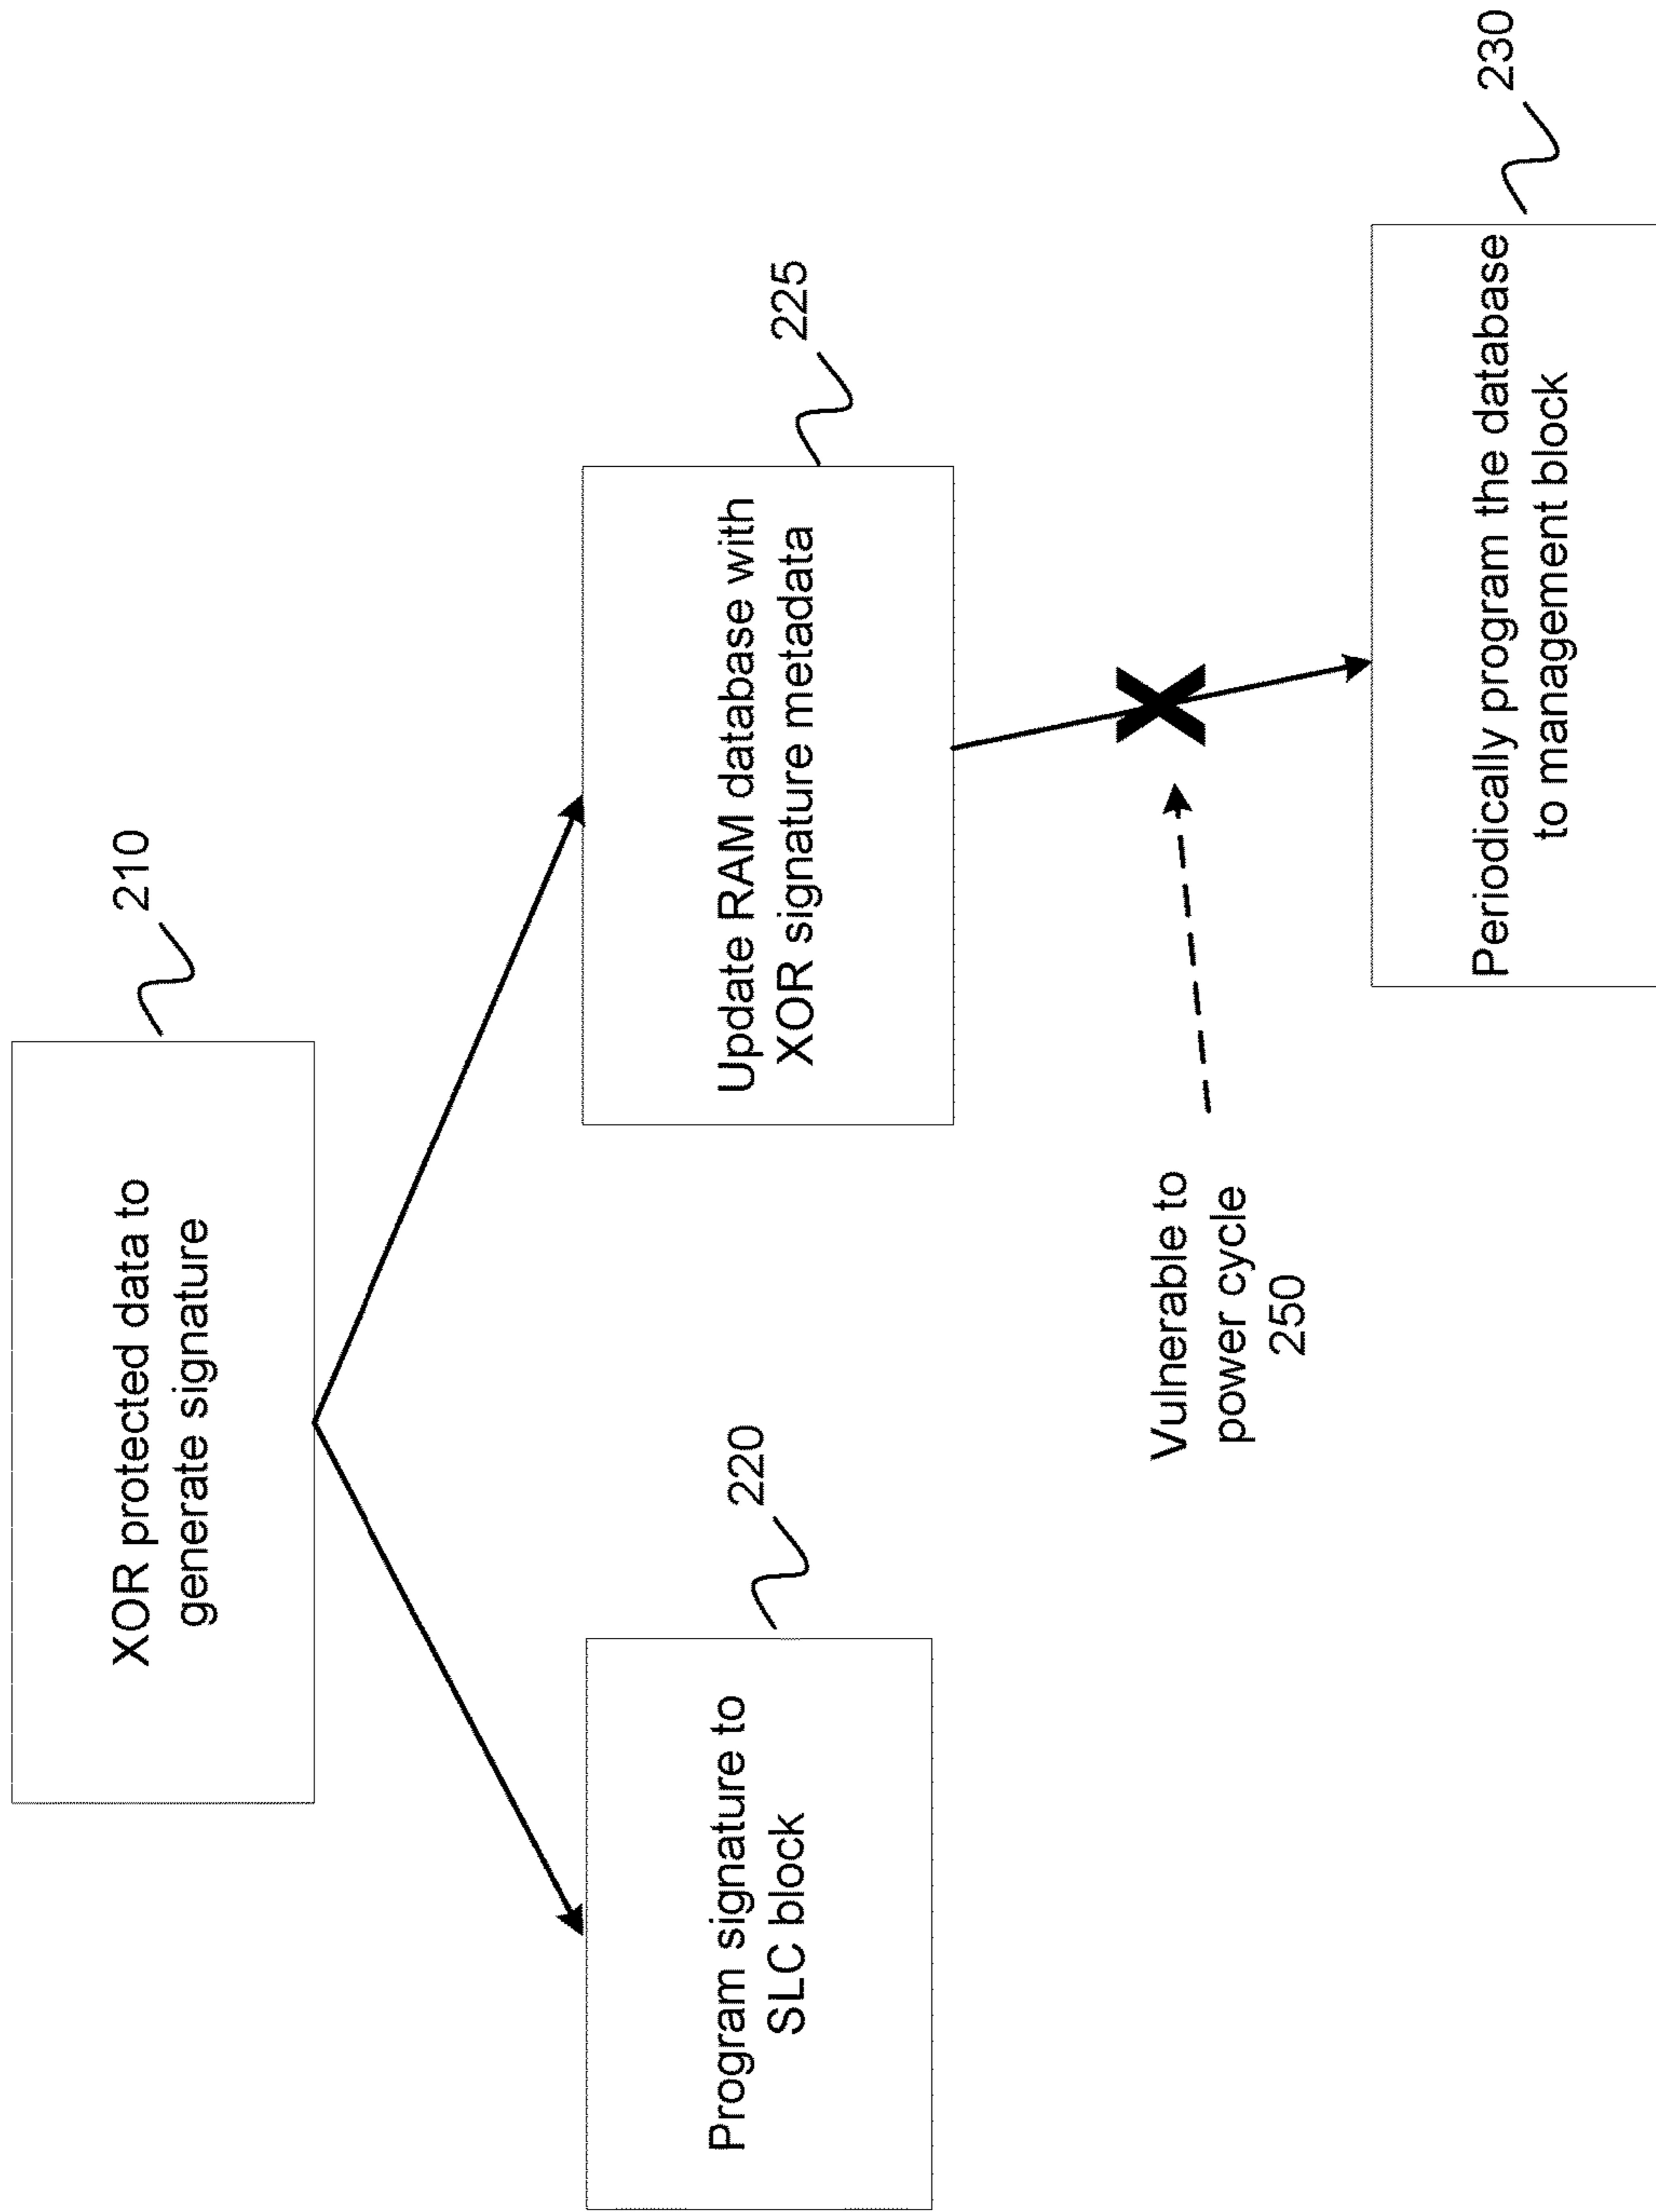 XOR protected data to
generate signature
210
Program signature to
SLC block
220
Update RAM database with
XOR signature metadata
225
Vulnerable to
power cycle
250
Periodically program the database
to management block
230